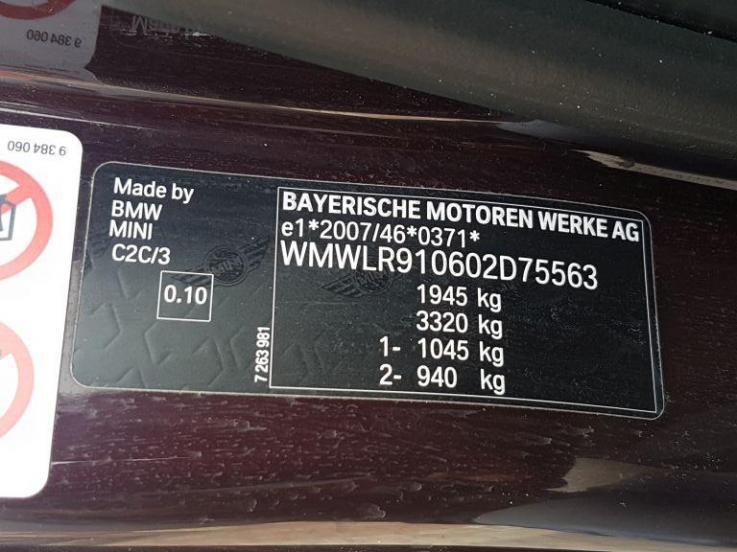 9 384 060
9 384 060
Made by
BMW
MINI
C2C/3
0.10
7 263 981
BAYERISCHE MOTOREN WERKE AG
e1*2007/46*0371*
WMWLR910602D75563
1945 kg
3320 kg
1- 1045 kg
2- 940 kg